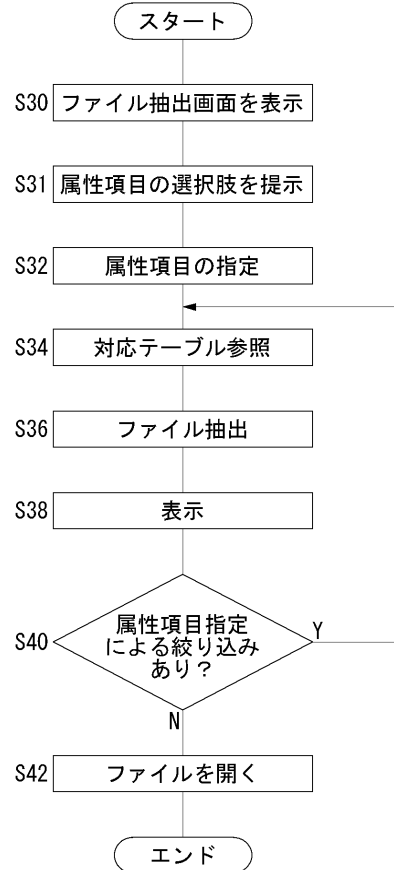 スタート
S30 ファイル抽出画面を表示
S31 属性項目の選択肢を提示
S32 属性項目の指定
S34 対応テーブル参照
S36 ファイル抽出
S38 表示
属性項目指定
S40 による絞り込み Y
あり？
N
S42 ファイルを開く
エンド